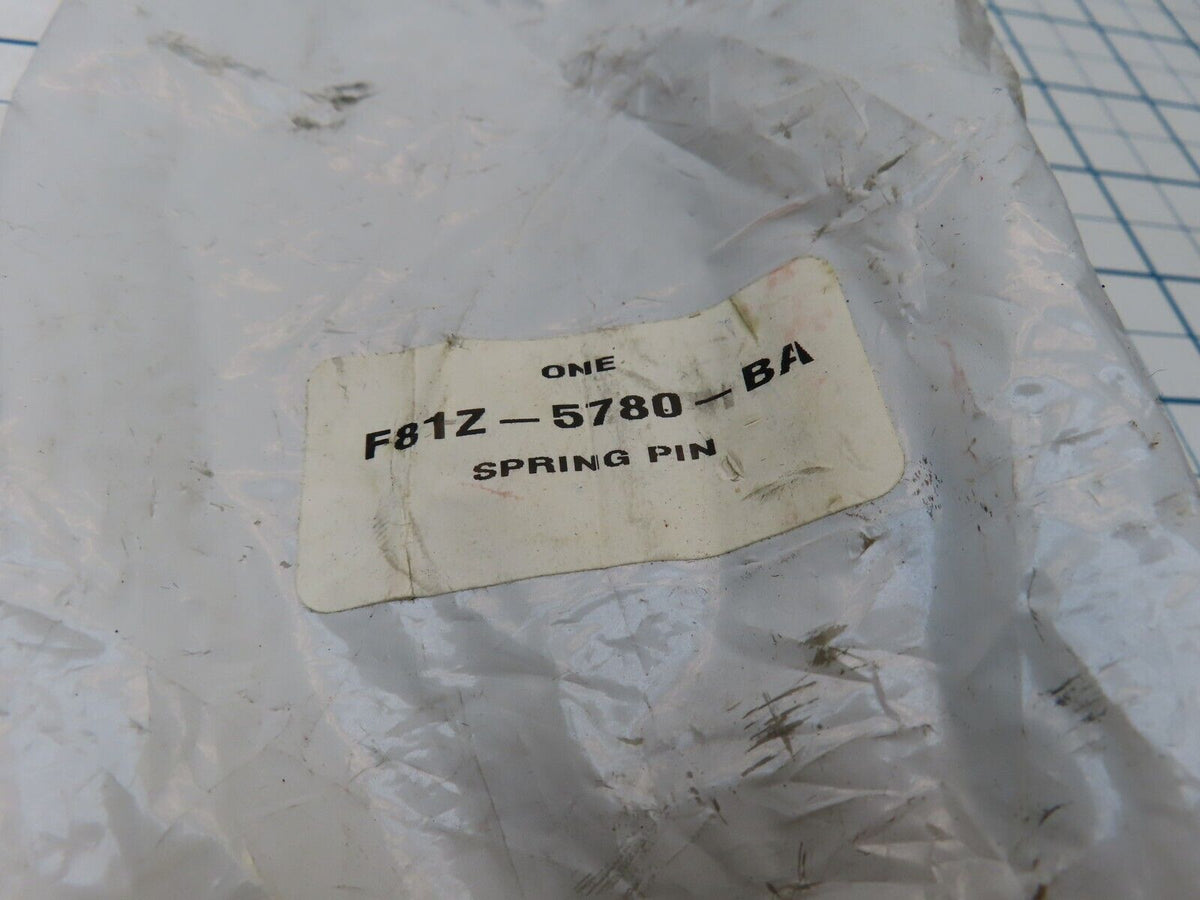 ONE
F81Z-5780-BA
SPRING PIN